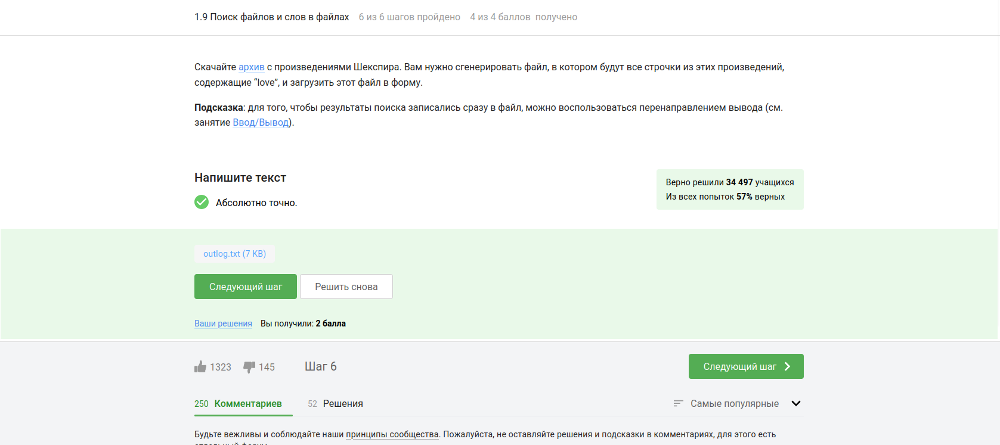 1.9 Поиск файлов и слов в файлах 6 из 6 шагов пройдено 4 из 4 баллов получено
Скачайте архив с произведениями Шекспира. Вам нужно сгенерировать файл, в котором будут все строчки из этих произведений,
содержащие “love”, и загрузить этот файл в форму.
Подсказка: для того, чтобы результаты поиска записались сразу в файл, можно воспользоваться перенаправлением вывода (см.
занятие Ввод/Вывод).
Напишите текст
Верно решили 34 497 учащихся
Из всех попыток 57% верных
Абсолютно точно.
outlog.txt (7 KB)
Следующий шаг Решить снова
Ваши решения Вы получили: 2 балла
1323 145 Шаг 6 Следующий шаг
250 Комментариев 52 Решения Самые популярные
Будьте вежливы и соблюдайте наши принципы сообщества. Пожалуйста, не оставляйте решения и подсказки в комментариях, для этого есть